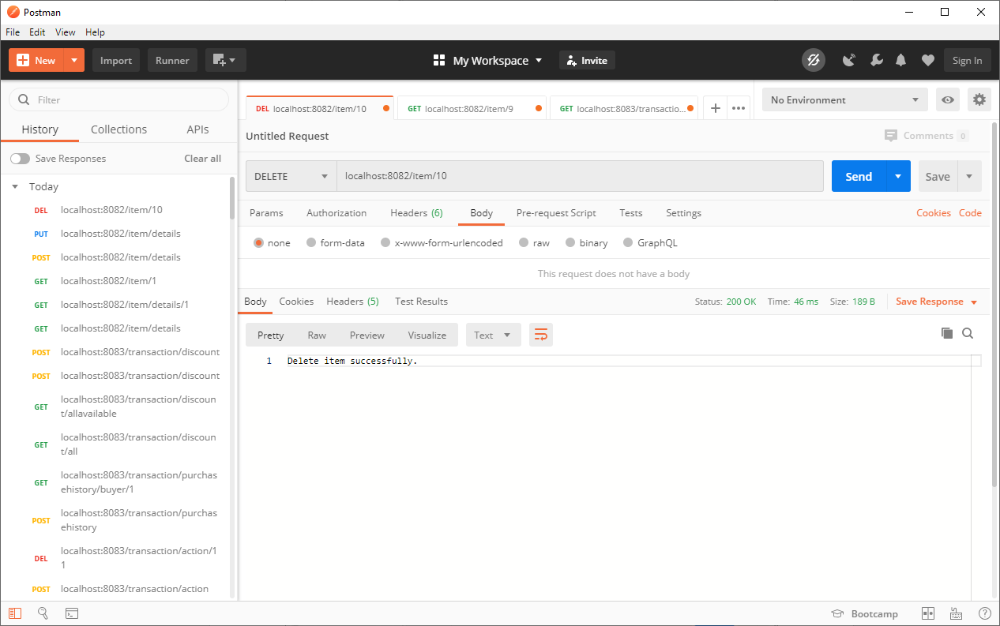 Postman
File Edit View Help
New Import Runner My Workspace Invite Sign In
Filter
History Collections APIs
Save Responses Clear all
Today
DEL localhost:8082/item/10
PUT localhost:8082/item/details
POST localhost:8082/item/details
GET localhost:8082/item/1
GET localhost:8082/item/details/1
GET localhost:8082/item/details
POST localhost:8083/transaction/discount
POST localhost:8083/transaction/discount
GET localhost:8083/transaction/discoun
t/allavailable
GET localhost:8083/transaction/discoun
t/all
GET localhost:8083/transaction/purchas
ehistory/buyer/1
POST localhost:8083/transaction/purchas
ehistory
DEL localhost:8083/transaction/action/1
1
POST localhost:8083/transaction/action
DEL localhost:8082/item/10 GET localhost:8082/item/9 GET localhost:8083/transactio... No Environment
Untitled Request Comments 0
DELETE localhost:8082/item/10 Send Save
Params Authorization Headers (6) Body Pre-request Script Tests Settings Cookies Code
none form-data x-www-form-urlencoded raw binary GraphQL
This request does not have a body
Body Cookies Headers (5) Test Results Status: 200 OK Time: 46 ms Size: 189 B Save Response
Pretty Raw Preview Visualize Text
1 Delete item successfully.
Bootcamp